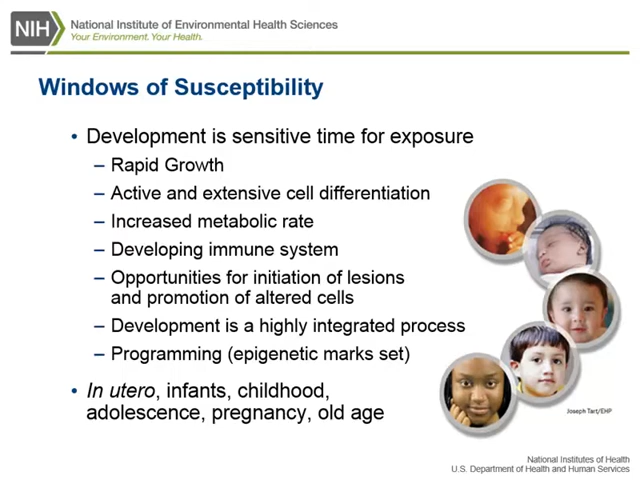 NIH
National Institute of Environmental Health Sciences
Your Environment. Your Health.
Windows of Susceptibility
• Development is sensitive time for exposure
– Rapid Growth
– Active and extensive cell differentiation
– Increased metabolic rate
– Developing immune system
– Opportunities for initiation of lesions
and promotion of altered cells
– Development is a highly integrated process
– Programming (epigenetic marks set)
• In utero, infants, childhood,
adolescence, pregnancy, old age
Joseph Tart/EHP
National Institutes of Health
U.S. Department of Health and Human Services